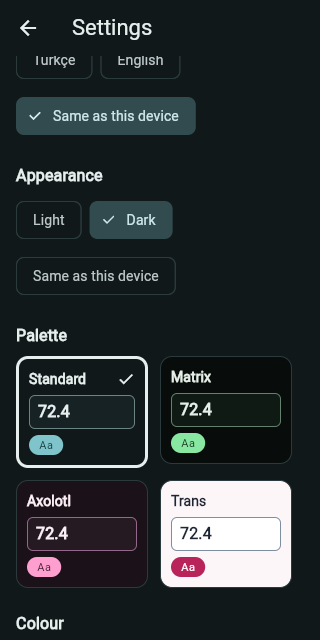 Settings
Türkçe English
Same as this device
Appearance
Light Dark
Same as this device
Palette
Standard Matrix
72.4 72.4
Aa Aa
Axolotl Trans
72.4 72.4
Aa Aa
Colour